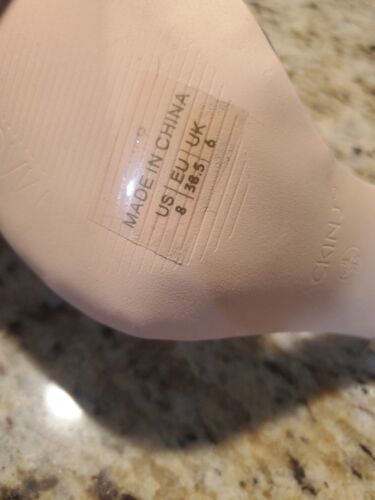 MADE IN CHINA
US | EU | UK
8 | 38.5 | 6